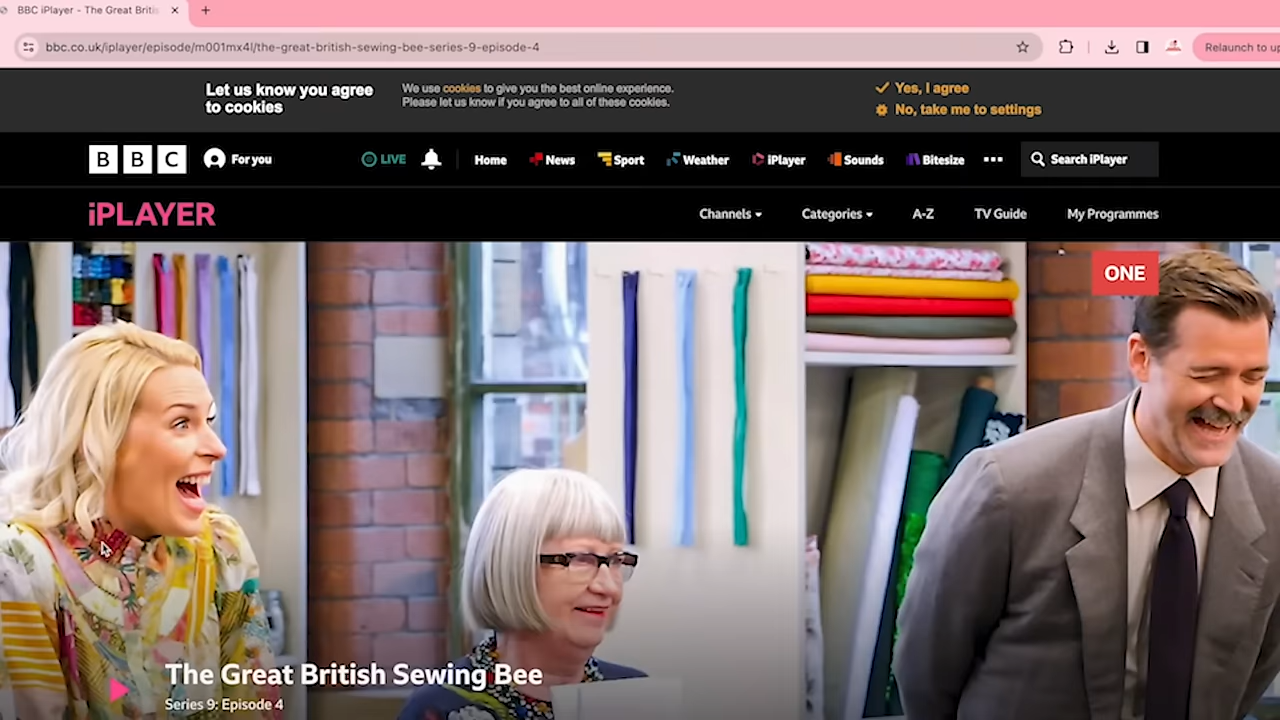 BBC iPlayer - The Great Britis
bbc.co.uk/iplayer/episode/m001mx4l/the-great-british-sewing-bee-series-9-episode-4
Relaunch to up
Let us know you agree
to cookies
We use cookies to give you the best online experience.
Please let us know if you agree to all of these cookies.
Yes, I agree
No, take me to settings
BBC
For you
LIVE
Home
News
Sport
Weather
iPlayer
Sounds
Bitesize
Search iPlayer
iPLAYER
Channels
Categories
A-Z
TV Guide
My Programmes
ONE
The Great British Sewing Bee
Series 9: Episode 4